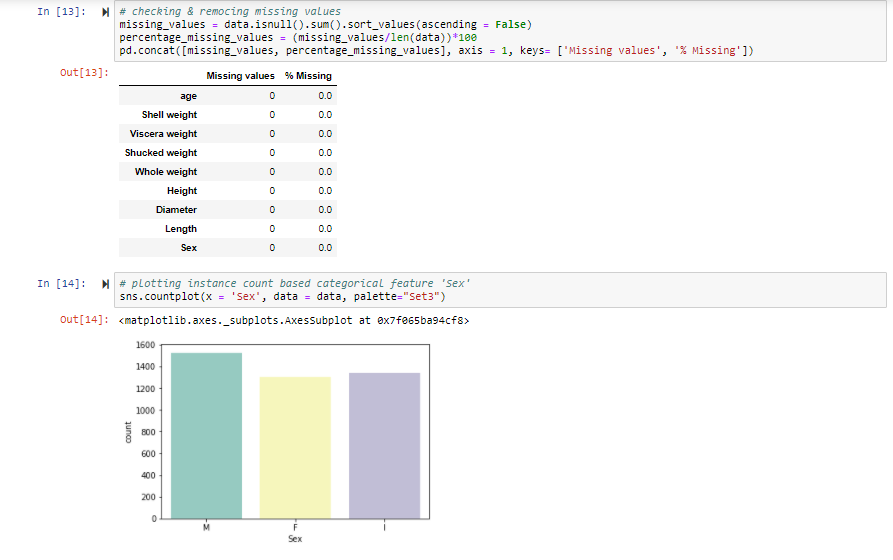 In [13]: # checking & remocing missing values
missing_values = data.isnull().sum().sort_values(ascending = False)
percentage_missing_values = (missing_values/len(data))*100
pd.concat([missing_values, percentage_missing_values], axis = 1, keys= ['Missing values', '% Missing'])
Out[13]:
Missing values % Missing
age 0 0.0
Shell weight 0 0.0
Viscera weight 0 0.0
Shucked weight 0 0.0
Whole weight 0 0.0
Height 0 0.0
Diameter 0 0.0
Length 0 0.0
Sex 0 0.0
In [14]: # plotting instance count based categorical feature 'Sex'
sns.countplot(x = 'Sex', data = data, palette="Set3")
Out[14]: <matplotlib.axes._subplots.AxesSubplot at 0x7f065ba94cf8>
1600
1400
1200
1000
800
600
400
200
0
count
M F I
Sex